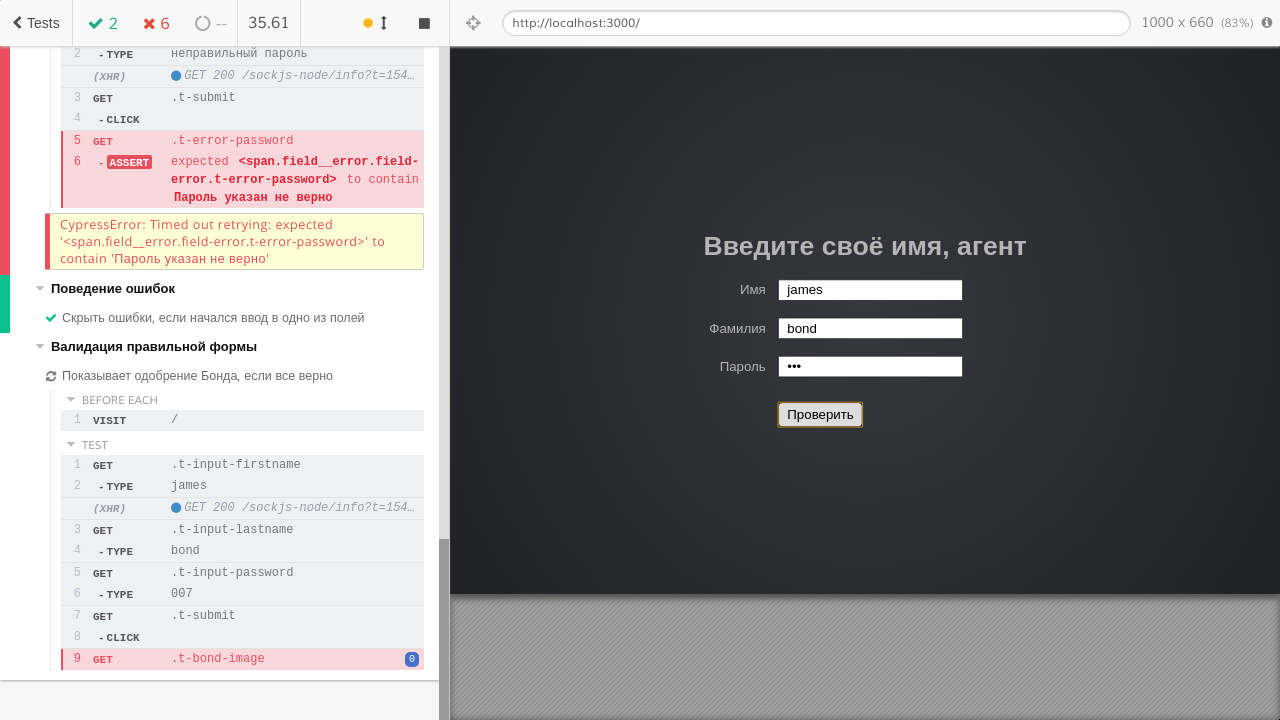 Tests 2 6 -- 35.61 http://localhost:3000/ 1000 x 660 (83%)
2 - TYPE неправильный пароль
(XHR) GET 200 /sockjs-node/info?t=154…
3 GET .t-submit
4 - CLICK
5 GET .t-error-password
6 - ASSERT expected <span.field__error.field-
error.t-error-password> to contain
Пароль указан не верно
CypressError: Timed out retrying: expected
'<span.field__error.field-error.t-error-password>' to
contain 'Пароль указан не верно'
Поведение ошибок
Скрыть ошибки, если начался ввод в одно из полей
Валидация правильной формы
Показывает одобрение Бонда, если все верно
BEFORE EACH
1 VISIT /
TEST
1 GET .t-input-firstname
2 - TYPE james
(XHR) GET 200 /sockjs-node/info?t=154…
3 GET .t-input-lastname
4 - TYPE bond
5 GET .t-input-password
6 - TYPE 007
7 GET .t-submit
8 - CLICK
9 GET .t-bond-image 0
Введите своё имя, агент
Имя james
Фамилия bond
Пароль •••
Проверить